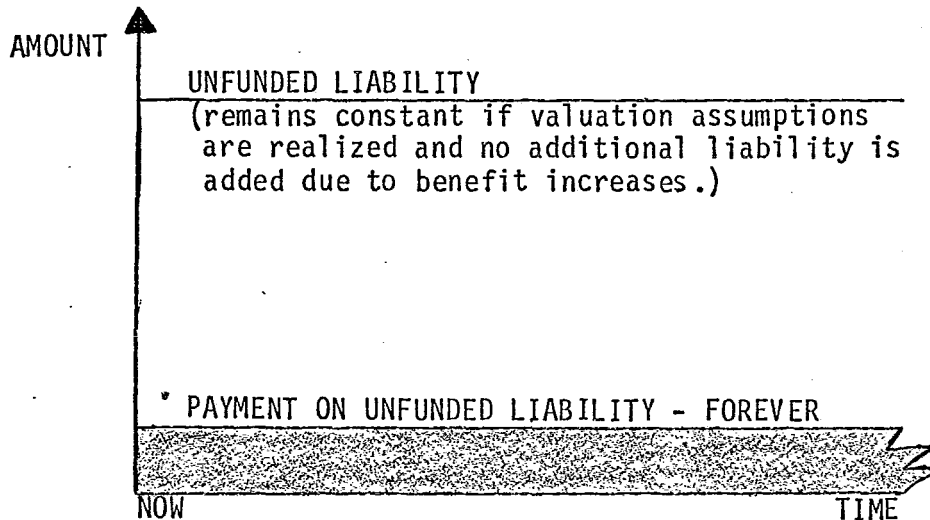 AMOUNT
UNFUNDED LIABILITY
(remains constant if valuation assumptions
are realized and no additional liability is
added due to benefit increases.)
PAYMENT ON UNFUNDED LIABILITY - FOREVER
NOW
TIME